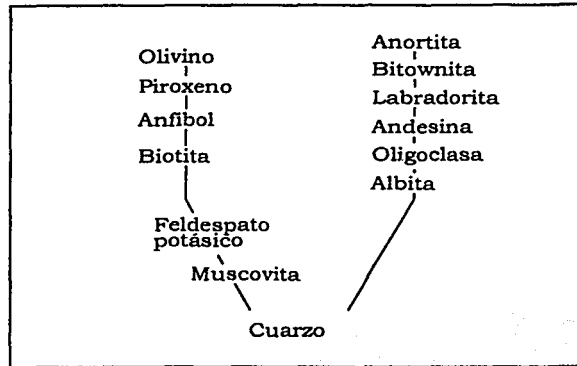 Olivino
Piroxeno
Anfibol
Biotita
Feldespato
potásico
Muscovita
Anortita
Bitownita
Labradorita
Andesina
Oligoclasa
Albita
Cuarzo